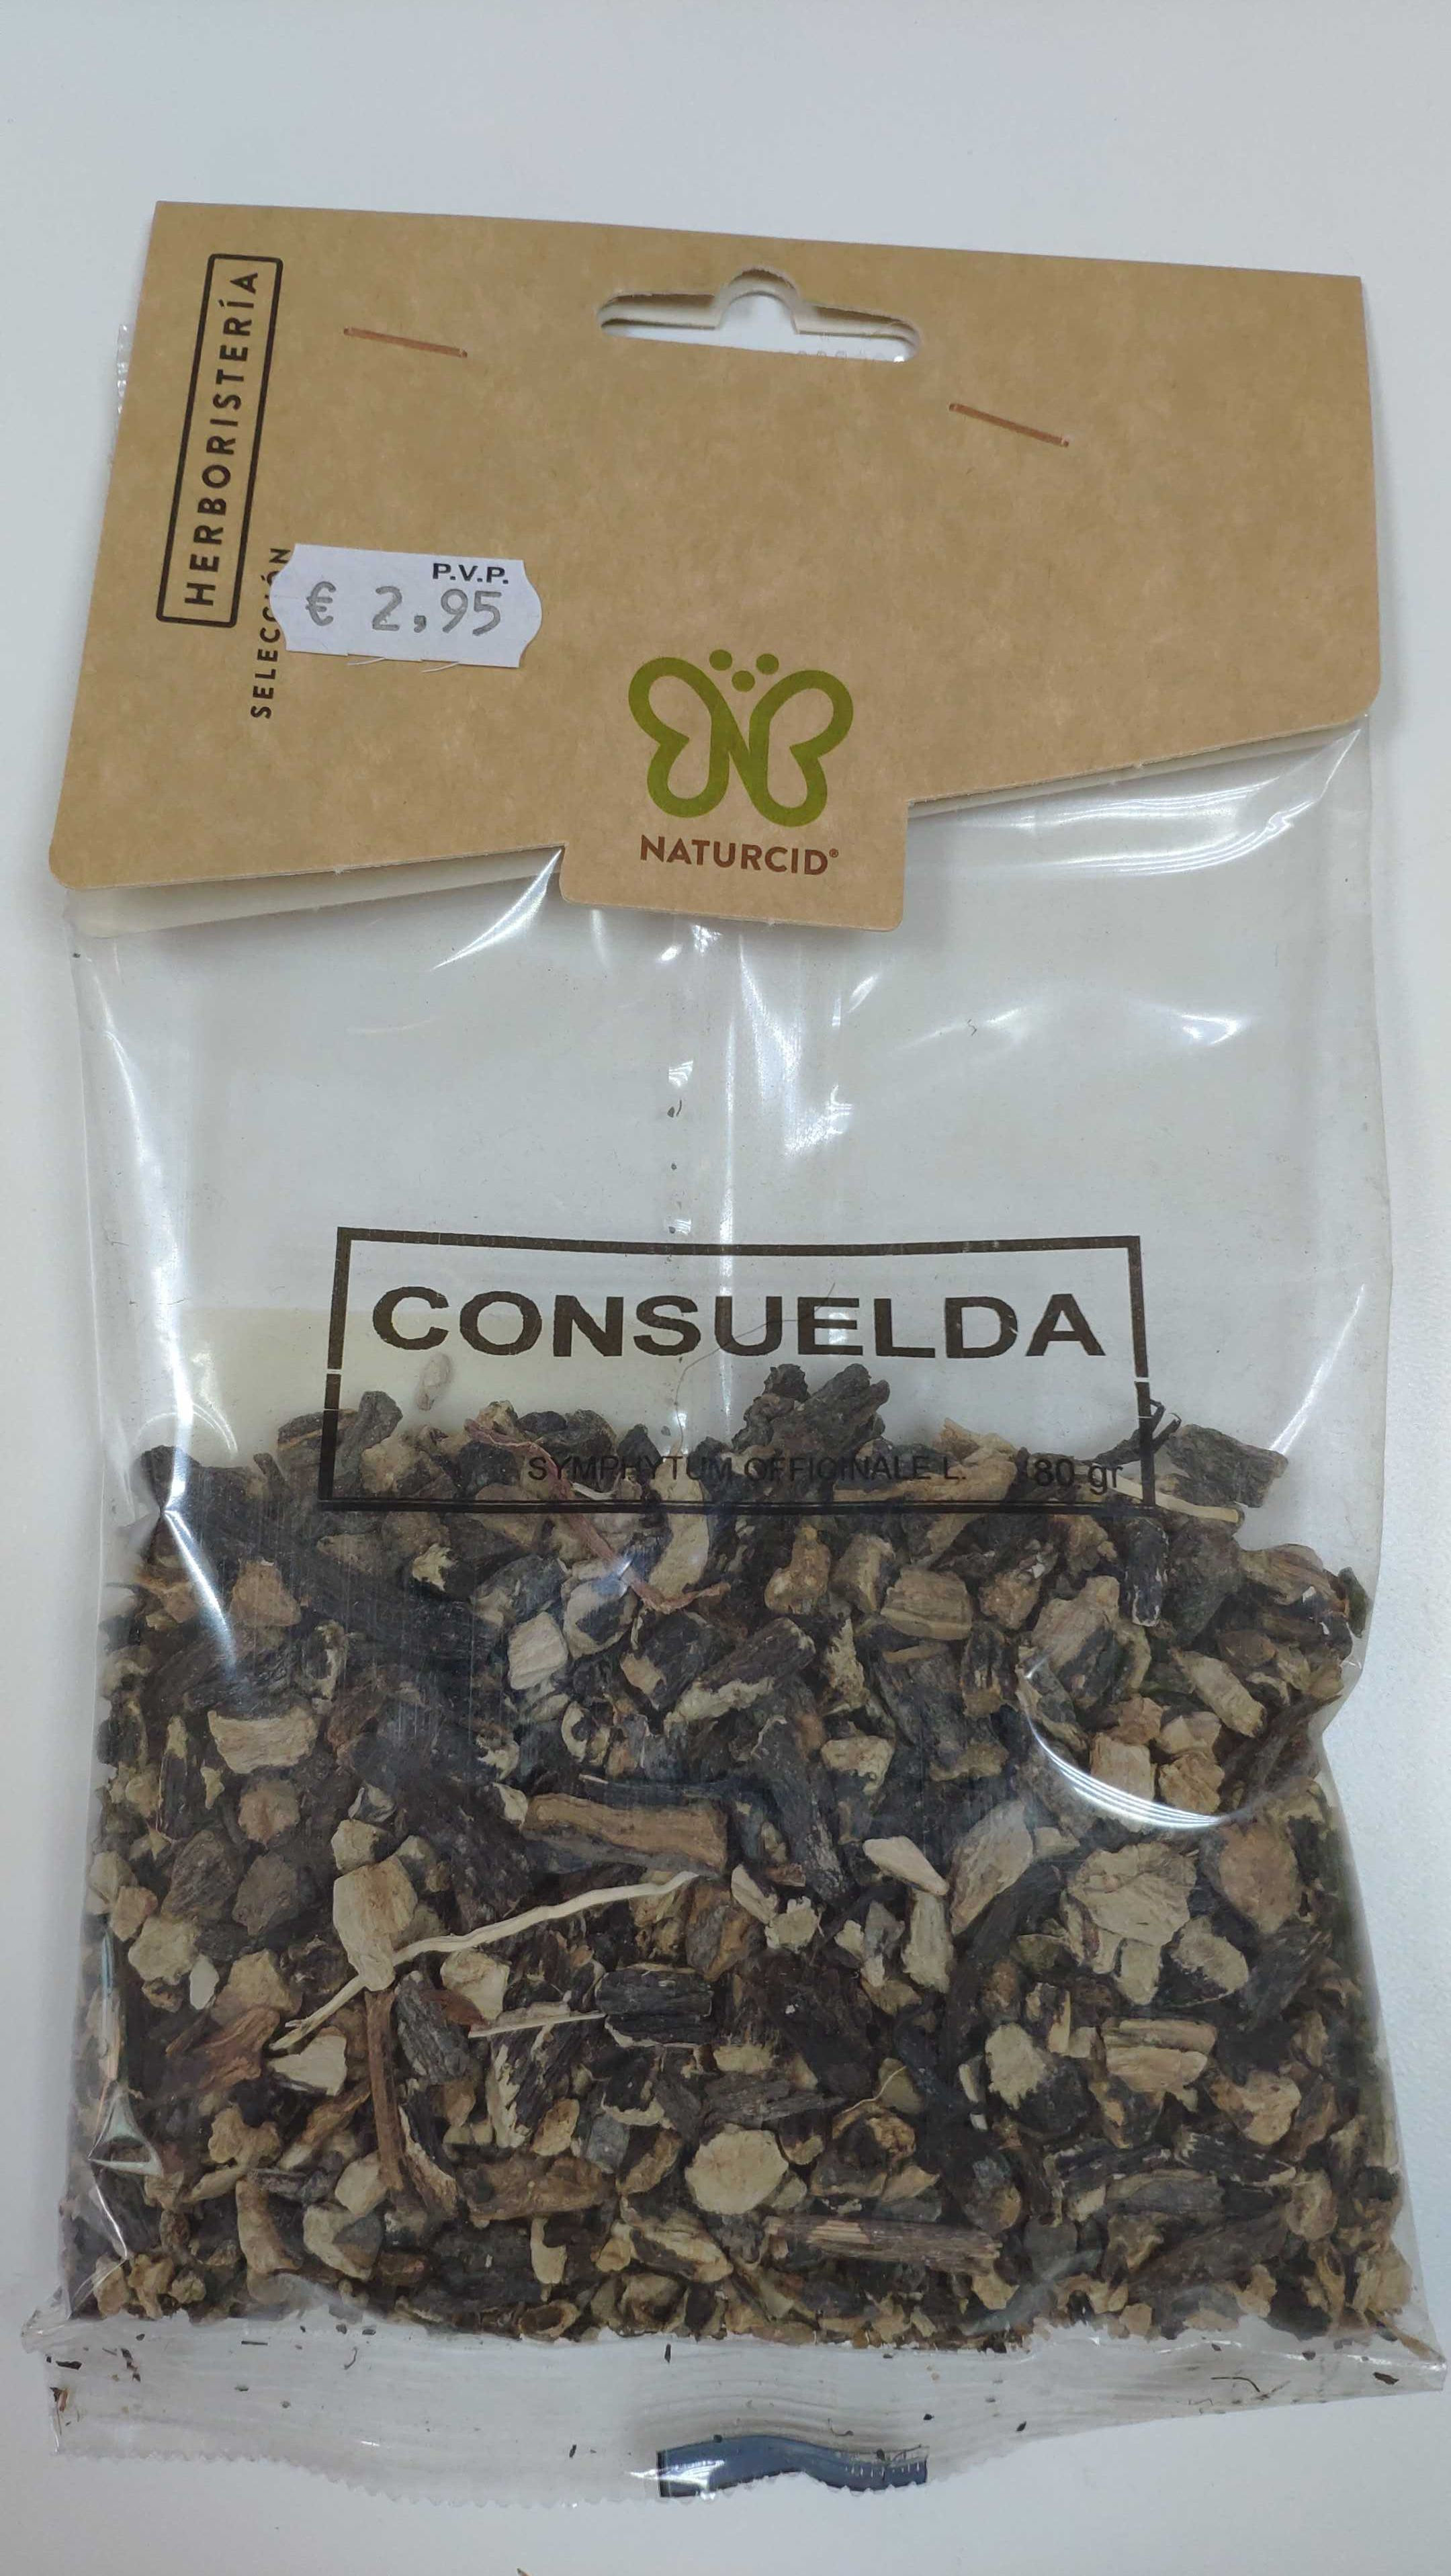 HERBORISTERÍA
SELECCIÓN
P.V.P.
€ 2,95
NATURCID®
CONSUELDA
SYMPHYTUM OFFICINALE L. 80 gr